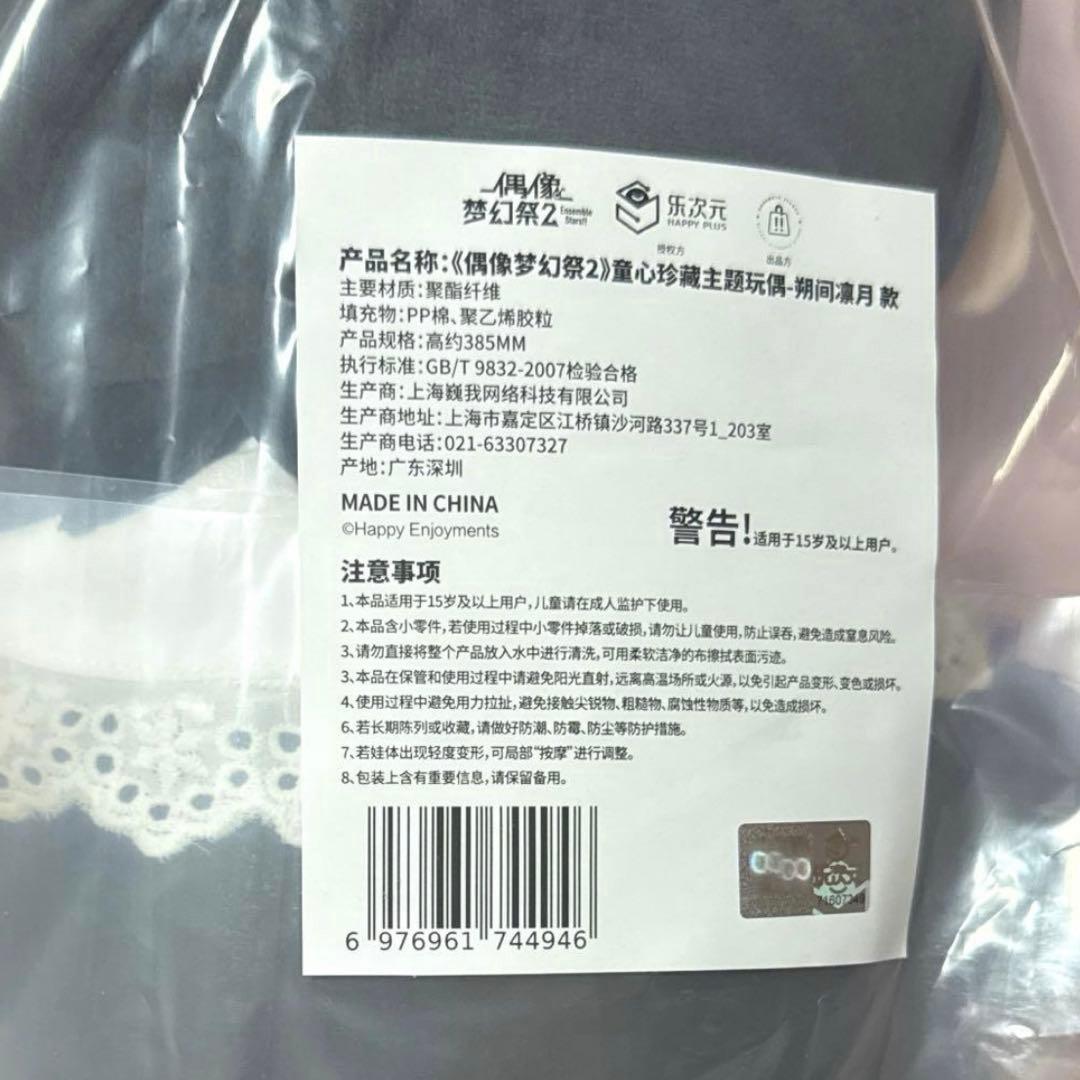 偶像
梦幻祭2 Ensemble Stars!!
乐次元
HAPPY PLUS
授权方
出品方
产品名称:《偶像梦幻祭2》童心珍藏主题玩偶-朔间凛月 款
主要材质:聚酯纤维
填充物:PP棉、聚乙烯胶粒
产品规格:高约385MM
执行标准:GB/T 9832-2007检验合格
生产商:上海巍我网络科技有限公司
生产商地址:上海市嘉定区江桥镇沙河路337号1_203室
生产商电话:021-63307327
产地:广东深圳
MADE IN CHINA
©Happy Enjoyments
警告!适用于15岁及以上用户。
注意事项
1、本品适用于15岁及以上用户,儿童请在成人监护下使用。
2、本品含小零件,若使用过程中小零件掉落或破损,请勿让儿童使用,防止误吞,避免造成窒息风险。
3、请勿直接将整个产品放入水中进行清洗,可用柔软洁净的布擦拭表面污迹。
3、本品在保管和使用过程中请避免阳光直射,远离高温场所或火源,以免引起产品变形、变色或损坏。
4、使用过程中避免用力拉扯,避免接触尖锐物、粗糙物、腐蚀性物质等,以免造成损坏。
6、若长期陈列或收藏,请做好防潮、防霉、防尘等防护措施。
7、若娃体出现轻度变形,可局部“按摩”进行调整。
8、包装上含有重要信息,请保留备用。
6 976961 744946